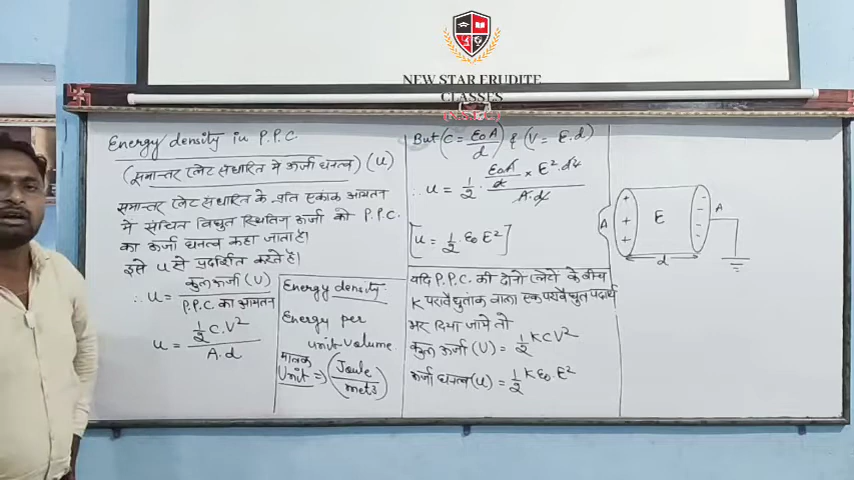 NEW STAR ERUDITE
CLASSES
Energy density in P.P.C
(समान्तर प्लेट संधारित में ऊर्जा घनत्व) (u)
समान्तर प्लेट संधारित के प्रति एकांक आयतन
में संचित विद्युत स्थितिज ऊर्जा को P.P.C.
का ऊर्जा घनत्व कहा जाता है।
इसे u से प्रदर्शित करते है।
∴ u = कुल ऊर्जा (U) / P.P.C. का आयतन
u = ½ C.V² / A.d
Energy density
Energy per
unit-volume
मात्रक
Unit ⇒ (Joule / met3)
But (C = ε0A / d) & (V = E.d)
∴ u = ½ · ε0A / d × E².d² / A.d
[u = ½ · ε0 E²]
यदि P.P.C. की दोनो प्लेटो के बीच
K परावैधुतांक वाला एक परावैधुत पदार्थ
भर दिया जाये तो
कुल ऊर्जा (U) = ½ K C V²
ऊर्जा घनत्व (u) = ½ K ε0 E²
A + + + E - - - A
d